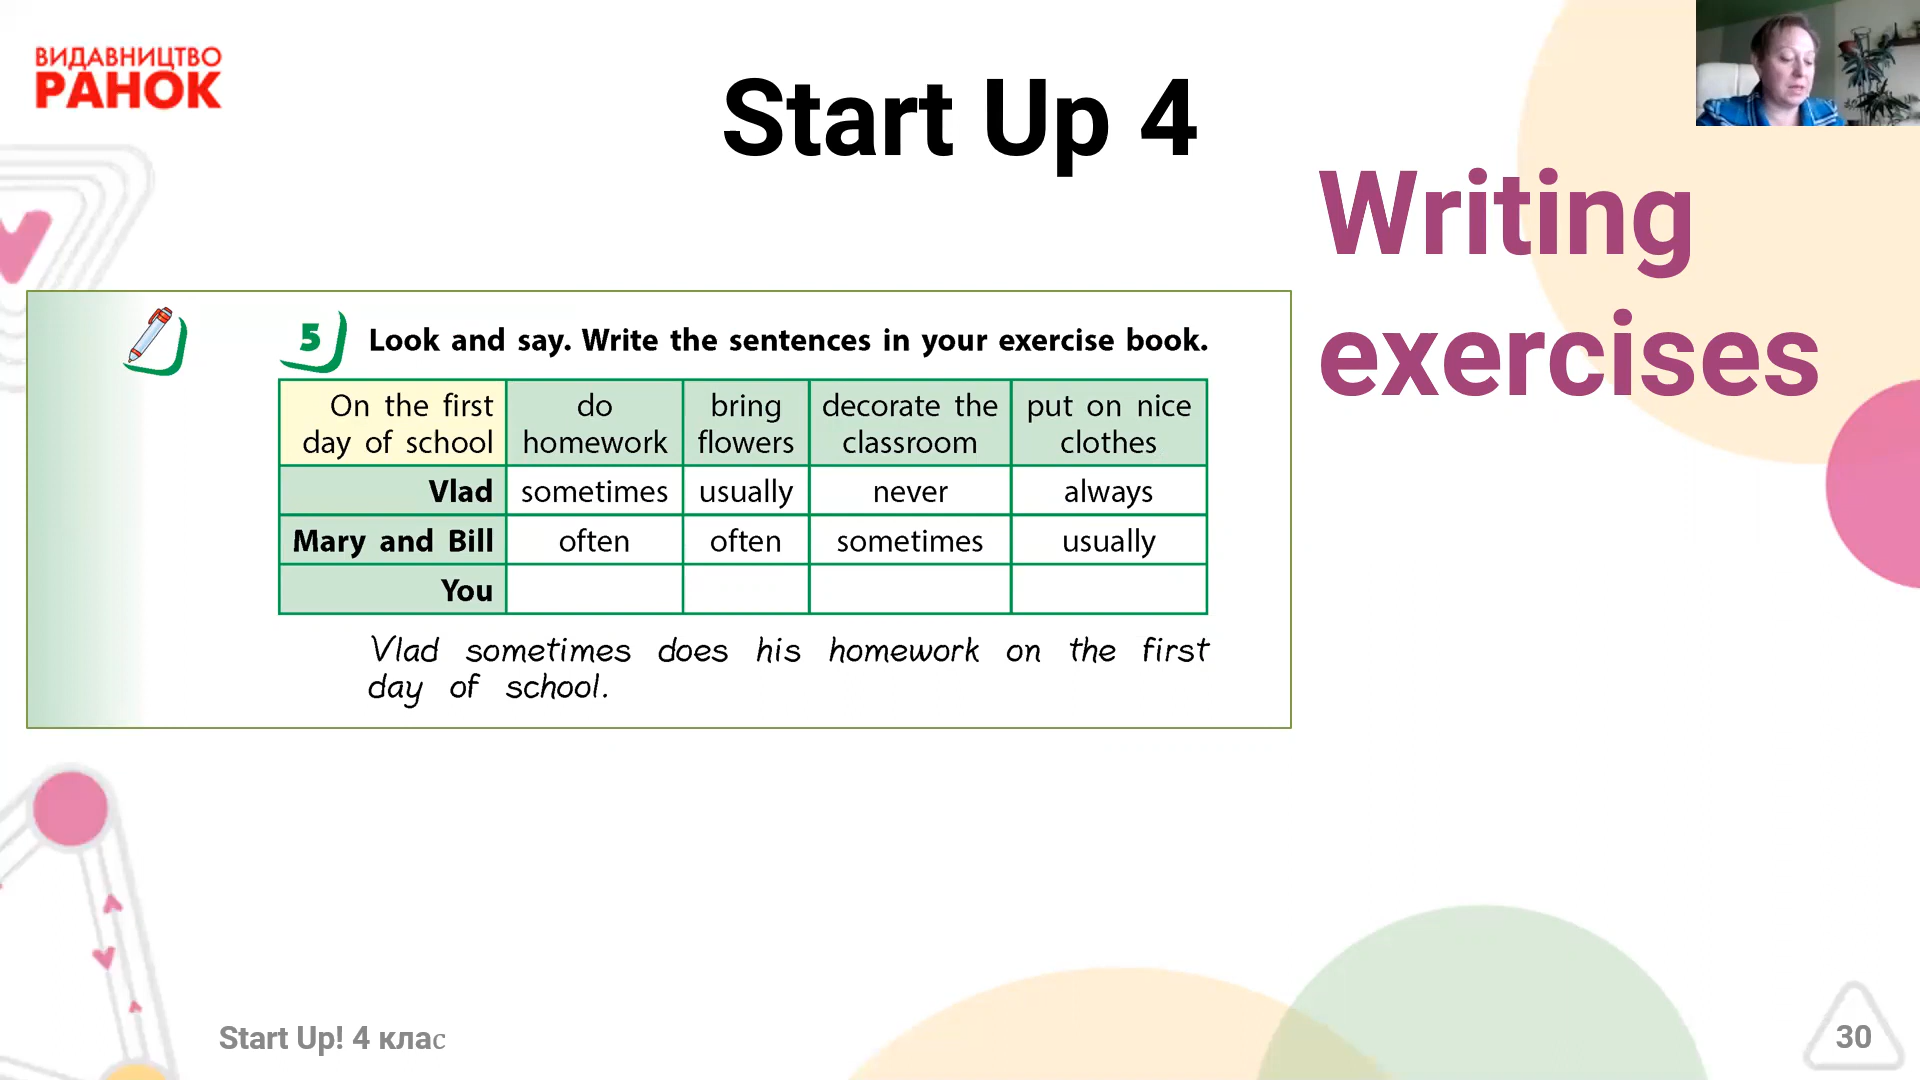 ВИДАВНИЦТВО
РАНОК
Start Up 4
Writing
exercises
5 Look and say. Write the sentences in your exercise book.
On the first day of school | do homework | bring flowers | decorate the classroom | put on nice clothes
Vlad | sometimes | usually | never | always
Mary and Bill | often | often | sometimes | usually
You
Vlad sometimes does his homework on the first
day of school.
Start Up! 4 клас
30